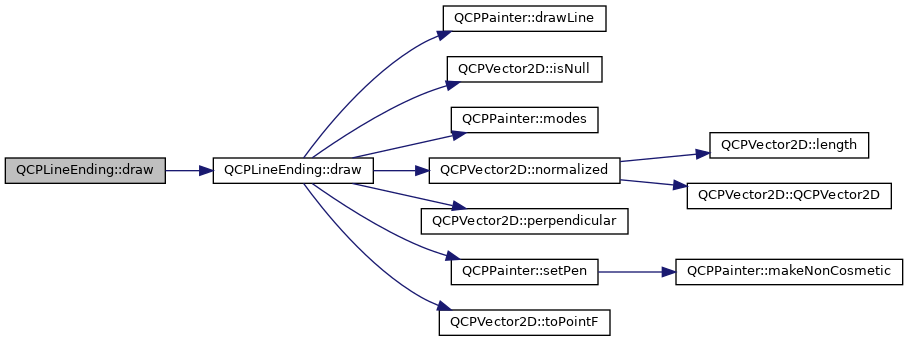 QCPLineEnding::draw
QCPLineEnding::draw
QCPPainter::drawLine
QCPVector2D::isNull
QCPPainter::modes
QCPVector2D::normalized
QCPVector2D::length
QCPVector2D::QCPVector2D
QCPVector2D::perpendicular
QCPPainter::setPen
QCPPainter::makeNonCosmetic
QCPVector2D::toPointF